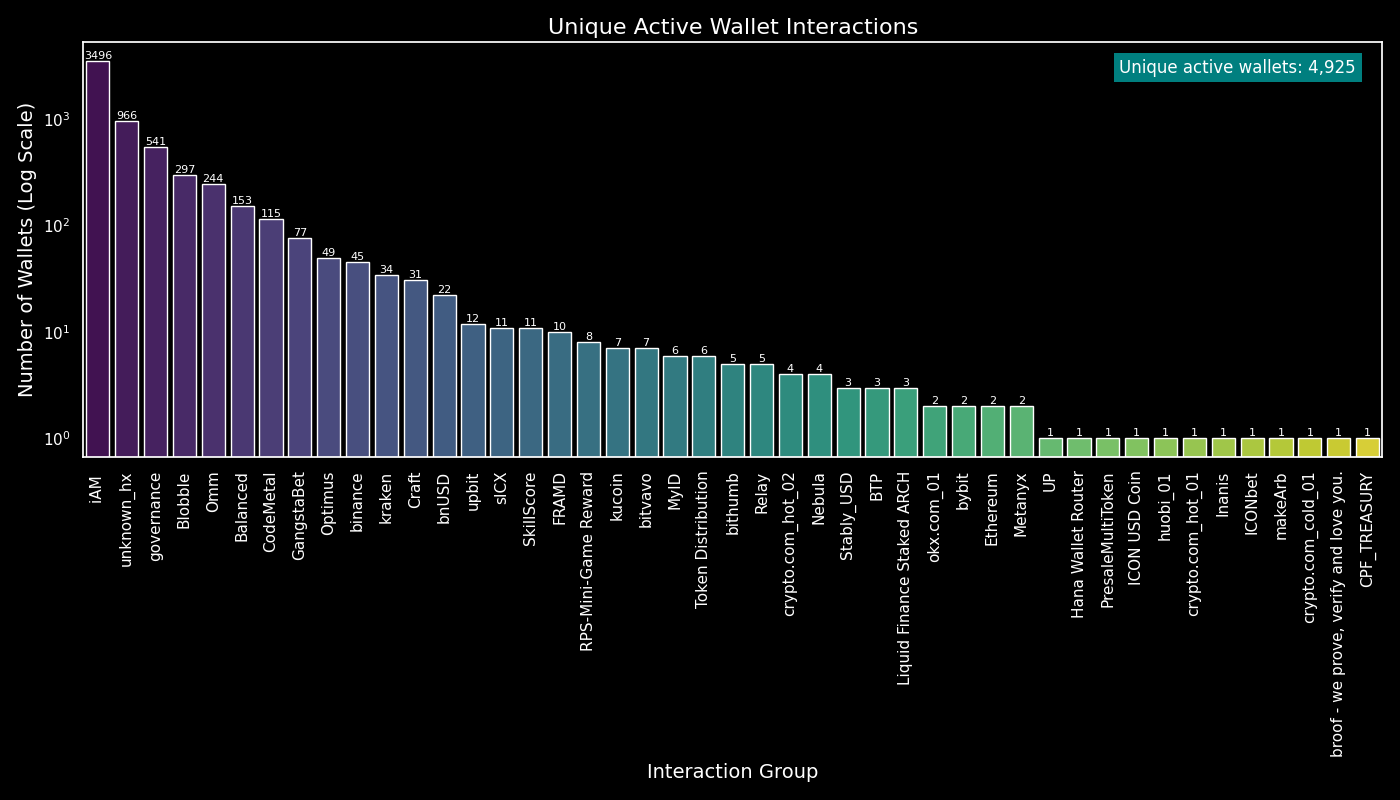 Unique Active Wallet Interactions
Unique active wallets: 4,925
Number of Wallets (Log Scale)
10³
10²
10¹
10⁰
3496
966
541
297
244
153
115
77
49
45
34
31
22
12
11
11
10
8
7
7
6
6
5
5
4
4
3
3
3
2
2
2
2
1
1
1
1
1
1
1
1
1
1
1
1
iAM
unknown_hx
governance
Blobble
Omm
Balanced
CodeMetal
GangstaBet
Optimus
binance
kraken
Craft
bnUSD
upbit
sICX
SkillScore
FRAMD
RPS-Mini-Game Reward
kucoin
bitvavo
MyID
Token Distribution
bithumb
Relay
crypto.com_hot_02
Nebula
Stably_USD
BTP
Liquid Finance Staked ARCH
okx.com_01
bybit
Ethereum
Metanyx
UP
Hana Wallet Router
PresaleMultiToken
ICON USD Coin
huobi_01
crypto.com_hot_01
Inanis
ICONbet
makeArb
crypto.com_cold_01
broof - we prove, verify and love you.
CPF_TREASURY
Interaction Group